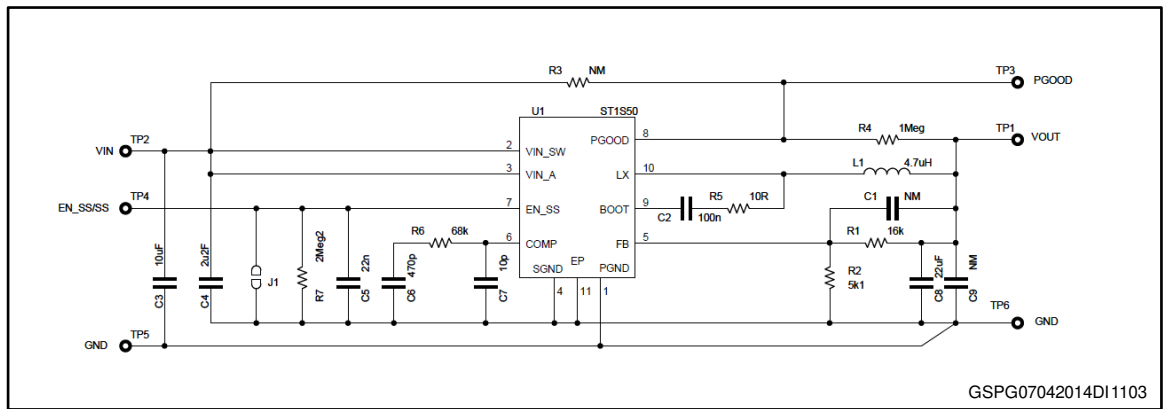 R3 NM
TP3
PGOOD
U1 ST1S50
TP2
VIN
2 VIN_SW
PGOOD 8
R4 1Meg
TP1
VOUT
3 VIN_A
LX 10
L1 4.7uH
TP4
EN_SS/SS
7 EN_SS
BOOT 9
C2 100n
R5 10R
C1 NM
R6 68k
6 COMP
FB 5
R1 16k
10uF
C3
2u2F
C4
J1
2Meg2
R7
22n
C5
470p
C6
10p
C7
SGND EP PGND
4 11 1
R2
5k1
22uF
C8
NM
C9
TP6
GND
TP5
GND
GSPG07042014DI1103